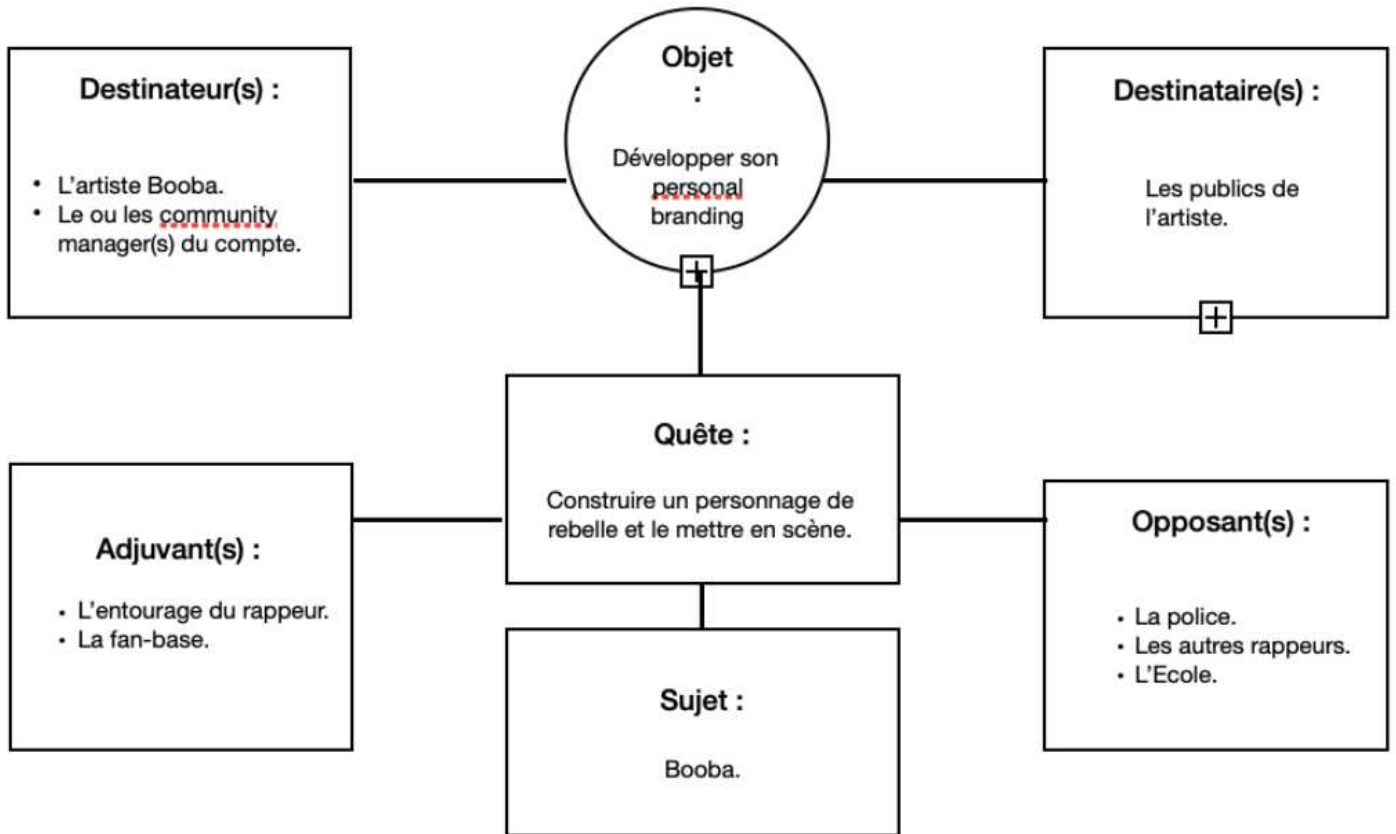 Objet
:
Développer son
personal
branding
Destinateur(s) :
• L'artiste Booba.
• Le ou les community
manager(s) du compte.
Destinataire(s) :
Les publics de
l'artiste.
Quête :
Construire un personnage de
rebelle et le mettre en scène.
Adjuvant(s) :
• L'entourage du rappeur.
• La fan-base.
Opposant(s) :
• La police.
• Les autres rappeurs.
• L'Ecole.
Sujet :
Booba.